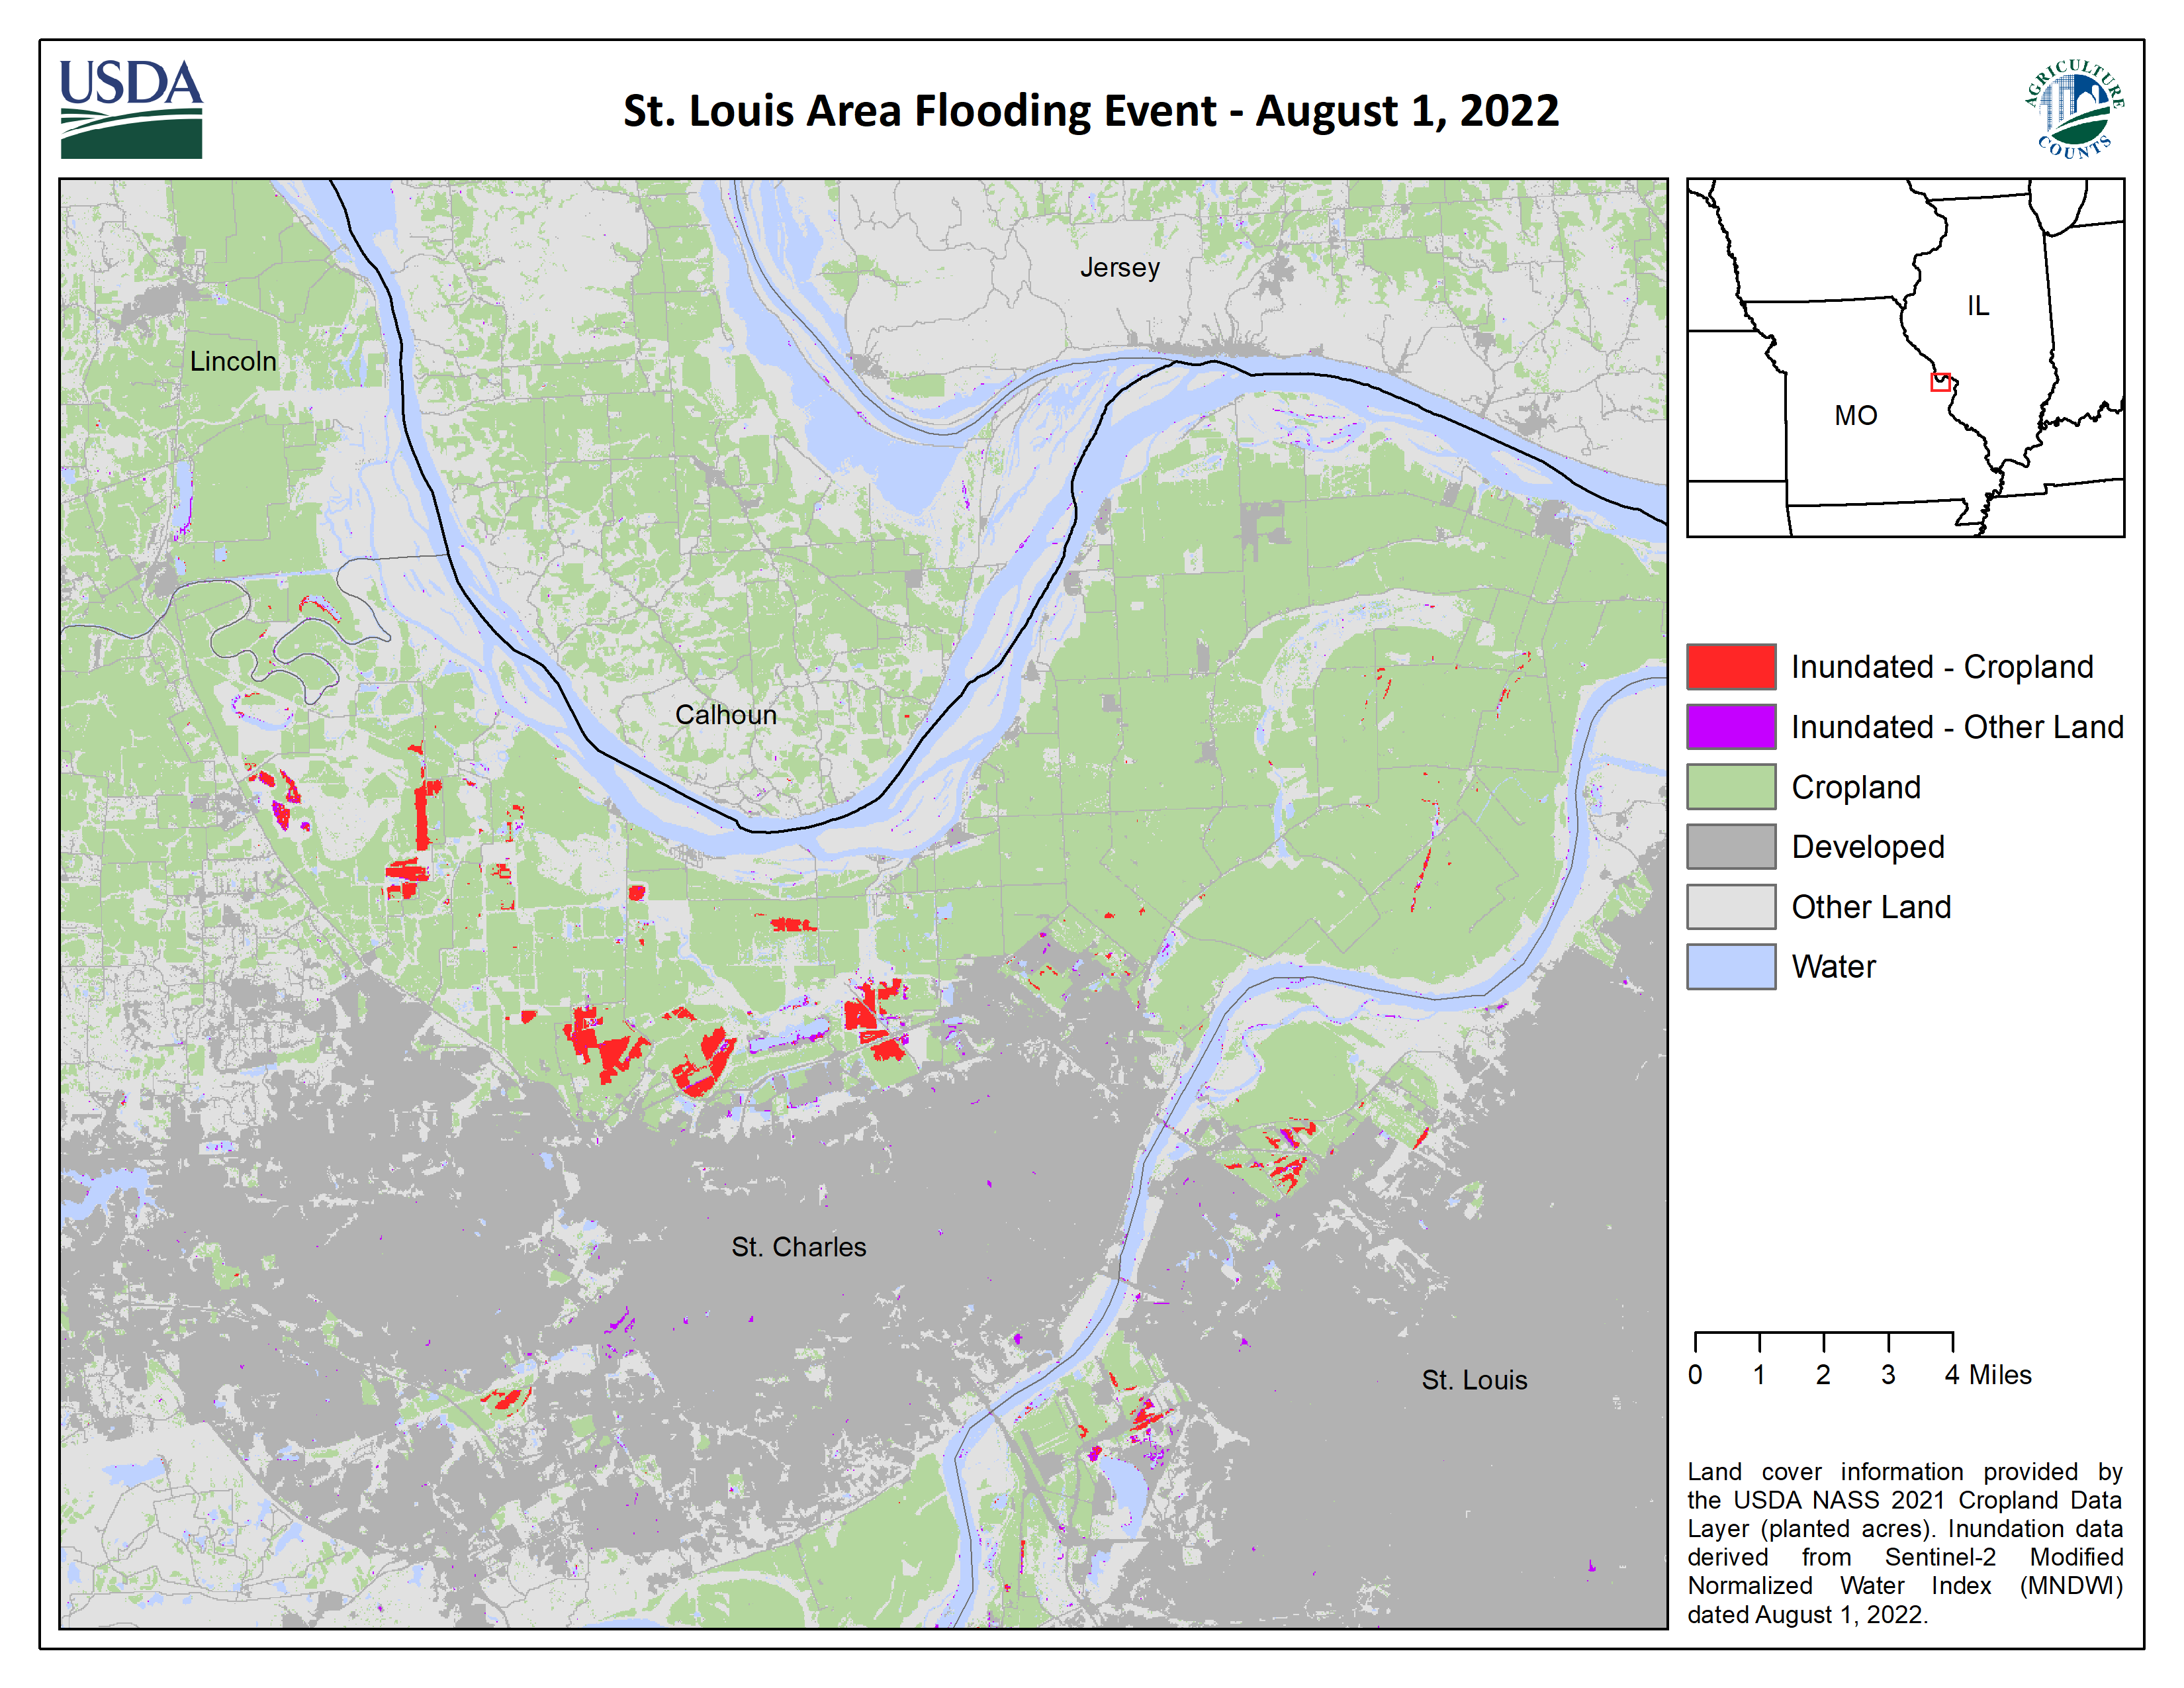 USDA
St. Louis Area Flooding Event - August 1, 2022
AGRICULTURE
COUNTS
Jersey
Lincoln
Calhoun
St. Charles
St. Louis
IL
MO
Inundated - Cropland
Inundated - Other Land
Cropland
Developed
Other Land
Water
0 1 2 3 4 Miles
Land cover information provided by
the USDA NASS 2021 Cropland Data
Layer (planted acres). Inundation data
derived from Sentinel-2 Modified
Normalized Water Index (MNDWI)
dated August 1, 2022.